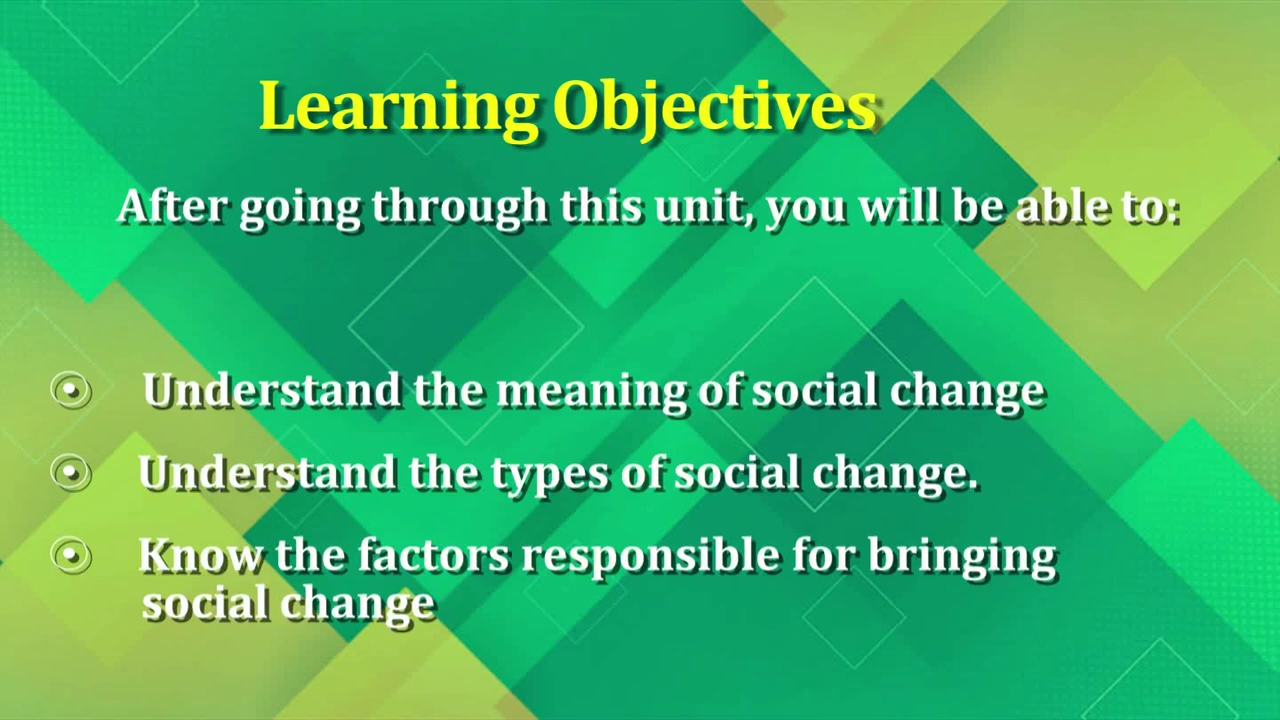 Learning Objectives
After going through this unit, you will be able to:
Understand the meaning of social change
Understand the types of social change.
Know the factors responsible for bringing
social change